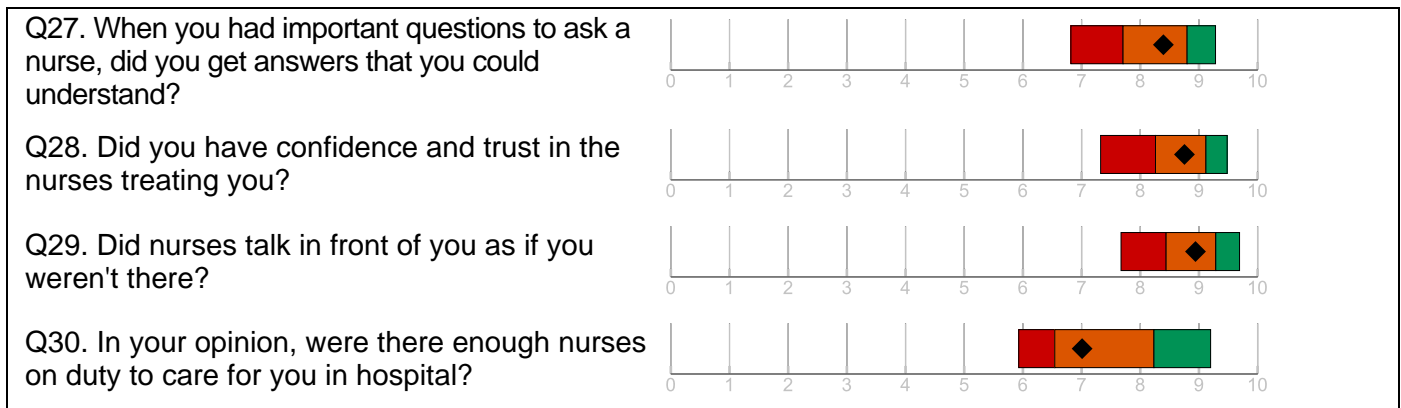 Q27. When you had important questions to ask a
nurse, did you get answers that you could
understand?
0 1 2 3 4 5 6 7 8 9 10
Q28. Did you have confidence and trust in the
nurses treating you?
0 1 2 3 4 5 6 7 8 9 10
Q29. Did nurses talk in front of you as if you
weren't there?
0 1 2 3 4 5 6 7 8 9 10
Q30. In your opinion, were there enough nurses
on duty to care for you in hospital?
0 1 2 3 4 5 6 7 8 9 10